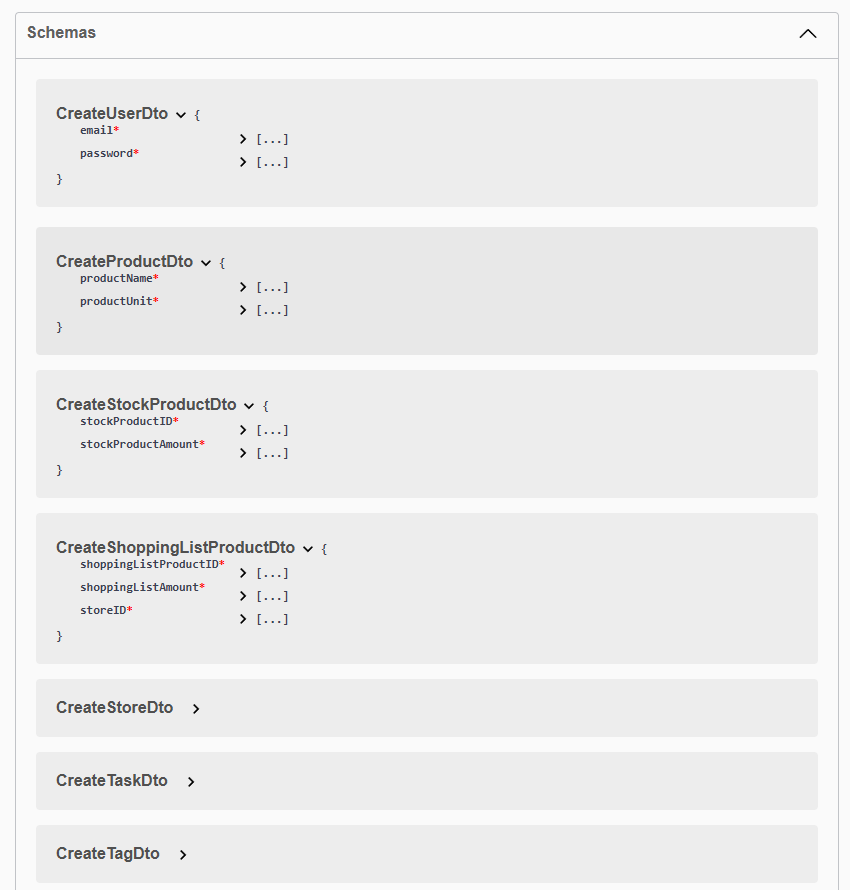 Schemas
CreateUserDto {
email* [...]
password* [...]
}
CreateProductDto {
productName* [...]
productUnit* [...]
}
CreateStockProductDto {
stockProductID* [...]
stockProductAmount* [...]
}
CreateShoppingListProductDto {
shoppingListProductID* [...]
shoppingListAmount* [...]
storeID* [...]
}
CreateStoreDto
CreateTaskDto
CreateTagDto